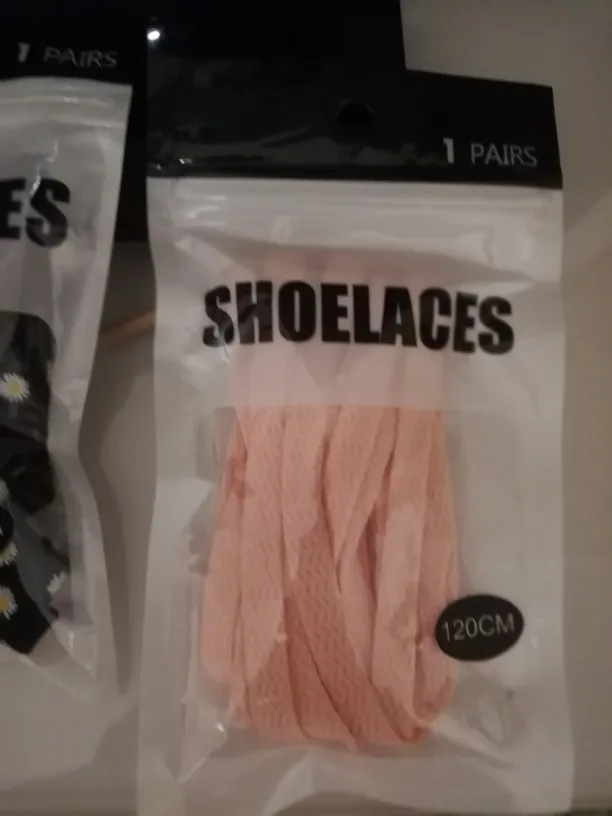 1 PAIRS
ES
1 PAIRS
SHOELACES
120CM